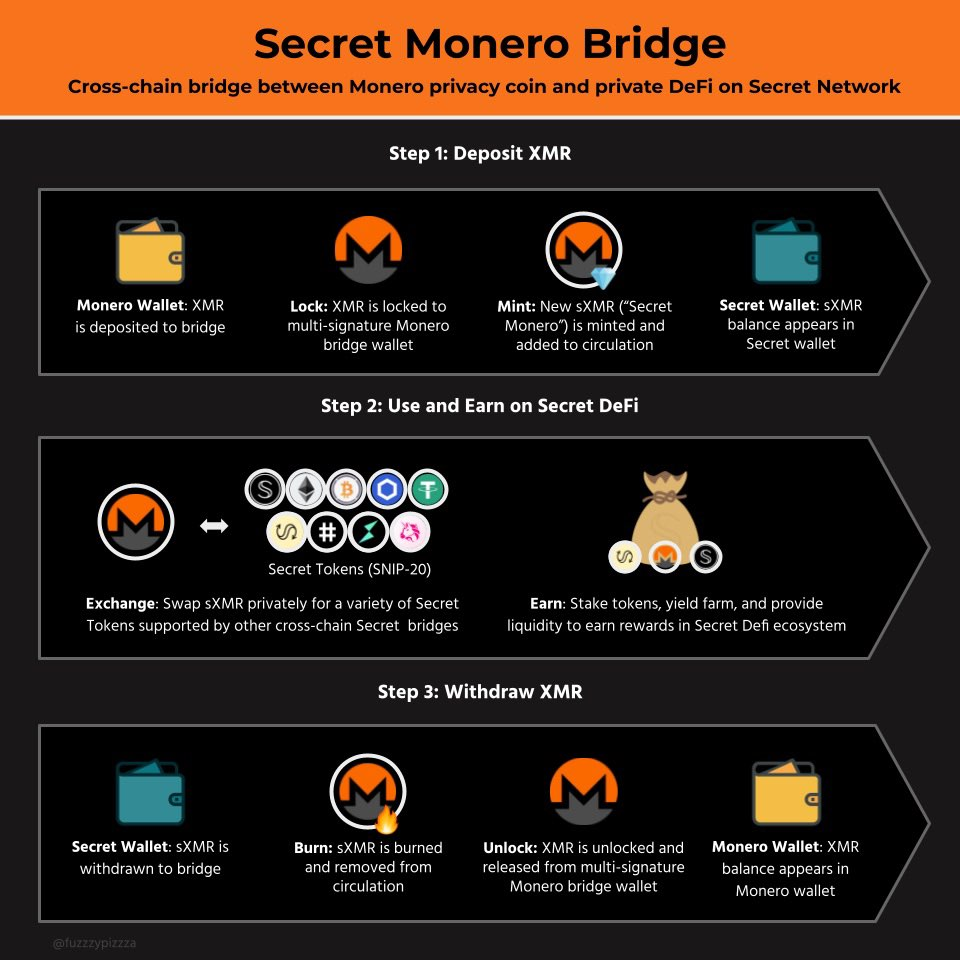 Secret Monero Bridge
Cross-chain bridge between Monero privacy coin and private DeFi on Secret Network
Step 1: Deposit XMR
Monero Wallet: XMR
is deposited to bridge
Lock: XMR is locked to
multi-signature Monero
bridge wallet
Mint: New sXMR (“Secret
Monero”) is minted and
added to circulation
Secret Wallet: sXMR
balance appears in
Secret wallet
Step 2: Use and Earn on Secret DeFi
Secret Tokens (SNIP-20)
Exchange: Swap sXMR privately for a variety of Secret
Tokens supported by other cross-chain Secret  bridges
Earn: Stake tokens, yield farm, and provide
liquidity to earn rewards in Secret Defi ecosystem
Step 3: Withdraw XMR
Secret Wallet: sXMR is
withdrawn to bridge
Burn: sXMR is burned
and removed from
circulation
Unlock: XMR is unlocked and
released from multi-signature
Monero bridge wallet
Monero Wallet: XMR
balance appears in
Monero wallet
@fuzzzypizzza